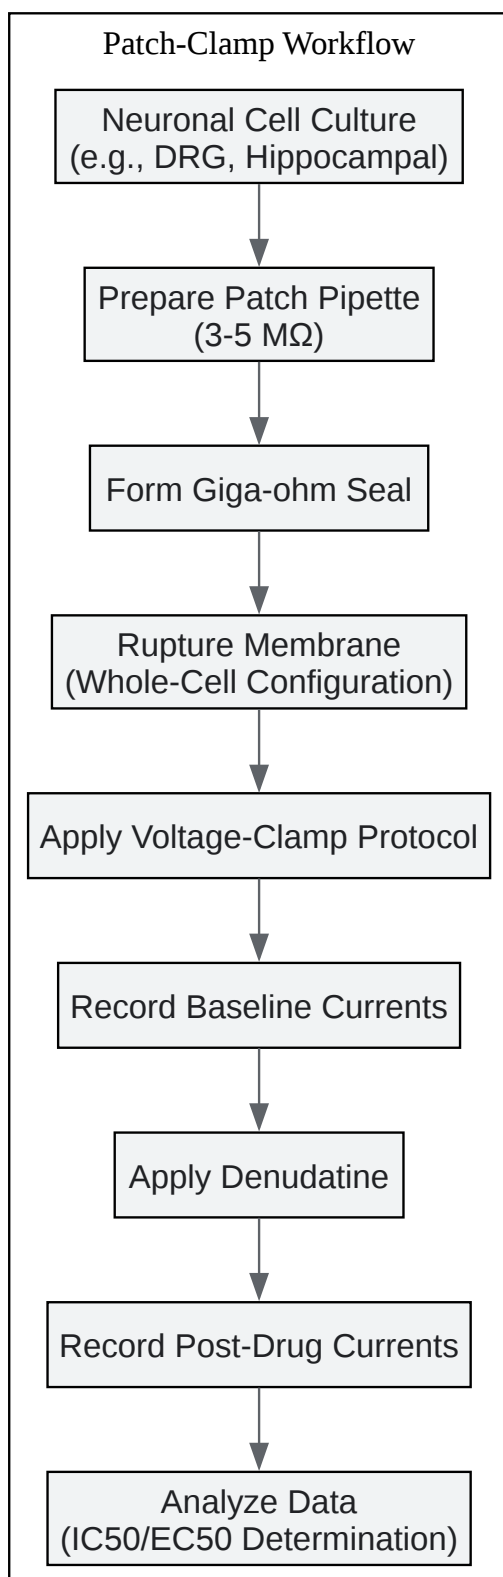 Patch-Clamp Workflow
Neuronal Cell Culture
(e.g., DRG, Hippocampal)
Prepare Patch Pipette
(3-5 MΩ)
Form Giga-ohm Seal
Rupture Membrane
(Whole-Cell Configuration)
Apply Voltage-Clamp Protocol
Record Baseline Currents
Apply Denudatine
Record Post-Drug Currents
Analyze Data
(IC50/EC50 Determination)